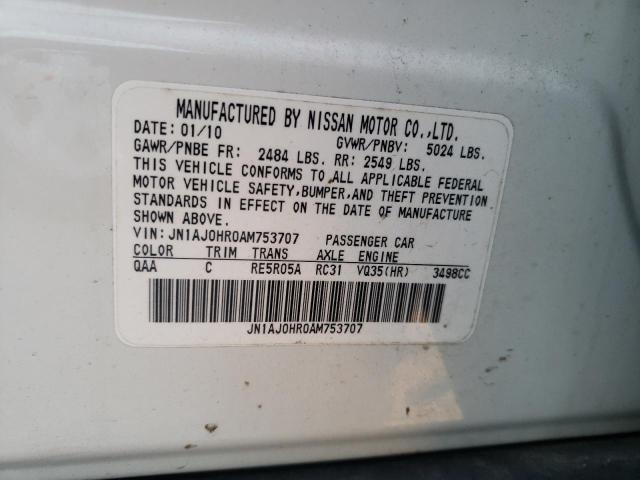 MANUFACTURED BY NISSAN MOTOR CO.,LTD.
DATE: 01/10 GVWR/PNBV: 5024 LBS.
GAWR/PNBE FR: 2484 LBS. RR: 2549 LBS.
THIS VEHICLE CONFORMS TO ALL APPLICABLE FEDERAL
MOTOR VEHICLE SAFETY,BUMPER,AND THEFT PREVENTION
STANDARDS IN EFFECT ON THE DATE OF MANUFACTURE
SHOWN ABOVE.
VIN: JN1AJ0HR0AM753707 PASSENGER CAR
COLOR TRIM TRANS AXLE ENGINE
QAA C RE5R05A RC31 VQ35(HR) 3498CC
JN1AJ0HR0AM753707